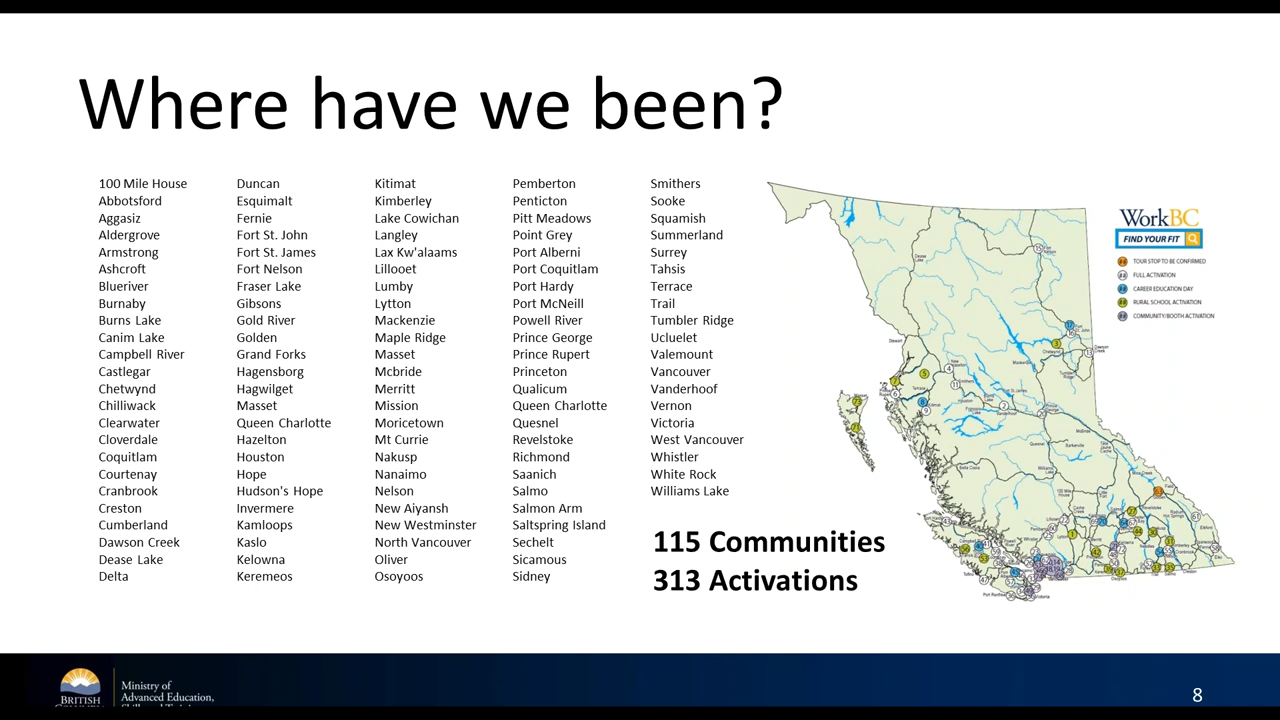 Where have we been?
100 Mile House
Abbotsford
Aggasiz
Aldergrove
Armstrong
Ashcroft
Blueriver
Burnaby
Burns Lake
Canim Lake
Campbell River
Castlegar
Chetwynd
Chilliwack
Clearwater
Cloverdale
Coquitlam
Courtenay
Cranbrook
Creston
Cumberland
Dawson Creek
Dease Lake
Delta
Duncan
Esquimalt
Fernie
Fort St. John
Fort St. James
Fort Nelson
Fraser Lake
Gibsons
Gold River
Golden
Grand Forks
Hagensborg
Hagwilget
Masset
Queen Charlotte
Hazelton
Houston
Hope
Hudson's Hope
Invermere
Kamloops
Kaslo
Kelowna
Keremeos
Kitimat
Kimberley
Lake Cowichan
Langley
Lax Kw'alaams
Lillooet
Lumby
Lytton
Mackenzie
Maple Ridge
Masset
Mcbride
Merritt
Mission
Moricetown
Mt Currie
Nakusp
Nanaimo
Nelson
New Aiyansh
New Westminster
North Vancouver
Oliver
Osoyoos
Pemberton
Penticton
Pitt Meadows
Point Grey
Port Alberni
Port Coquitlam
Port Hardy
Port McNeill
Powell River
Prince George
Prince Rupert
Princeton
Qualicum
Queen Charlotte
Quesnel
Revelstoke
Richmond
Saanich
Salmo
Salmon Arm
Saltspring Island
Sechelt
Sicamous
Sidney
Smithers
Sooke
Squamish
Summerland
Surrey
Tahsis
Terrace
Trail
Tumbler Ridge
Ucluelet
Valemount
Vancouver
Vanderhoof
Vernon
Victoria
West Vancouver
Whistler
White Rock
Williams Lake
115 Communities
313 Activations
WorkBC
FIND YOUR FIT
TOUR STOP TO BE CONFIRMED
FULL ACTIVATION
CAREER EDUCATION DAY
RURAL SCHOOL ACTIVATION
COMMUNITY/BOOTH ACTIVATION
BRITISH
Ministry of
Advanced Education,
8